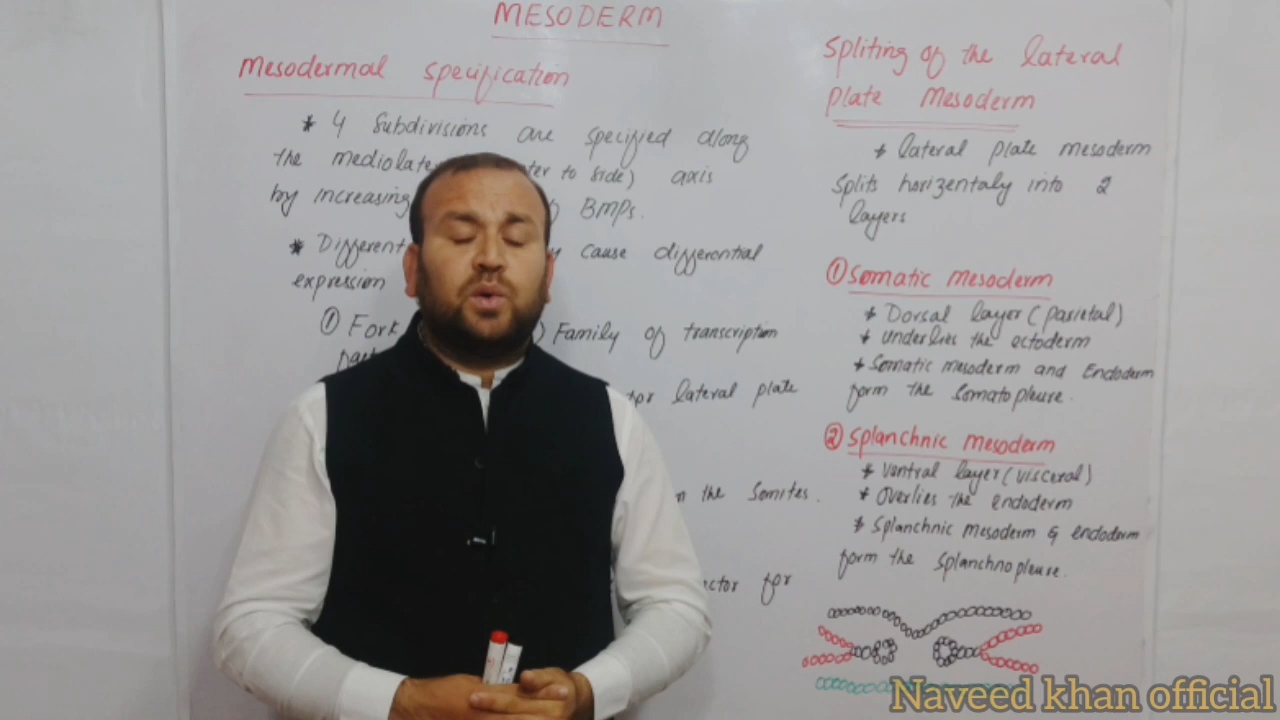 MESODERM
Mesodermal specification
* 4 Subdivisions are specified along
the ter to side) axis
by increasing BMPs.
* Different cause differential
expression
① Fork ) Family of transcription
for lateral plate
the Somites.
for
Spliting of the lateral
plate Mesoderm
* lateral plate mesoderm
splits horizentaly into 2
layers
① Somatic mesoderm
* Dorsal layer (parietal)
* underlies the ectoderm
* Somatic mesoderm and Endoderm
form the Somatopleure.
② Splanchnic mesoderm
* Ventral layer (visceral)
* Overlies the endoderm
* Splanchnic mesoderm & endoderm
form the splanchnopleure.
Naveed khan official